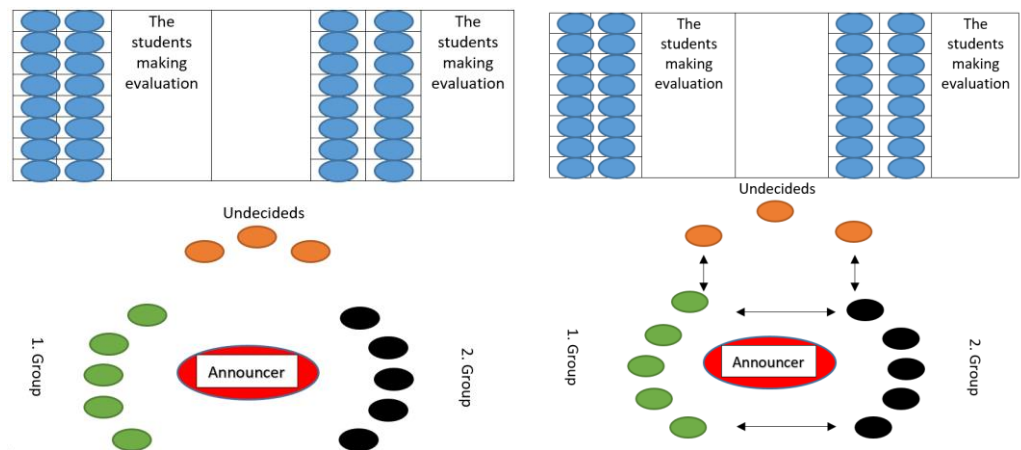 The
students
making
evaluation
The
students
making
evaluation
Undecideds
1. Group
Announcer
2. Group
The
students
making
evaluation
The
students
making
evaluation
Undecideds
1. Group
Announcer
2. Group